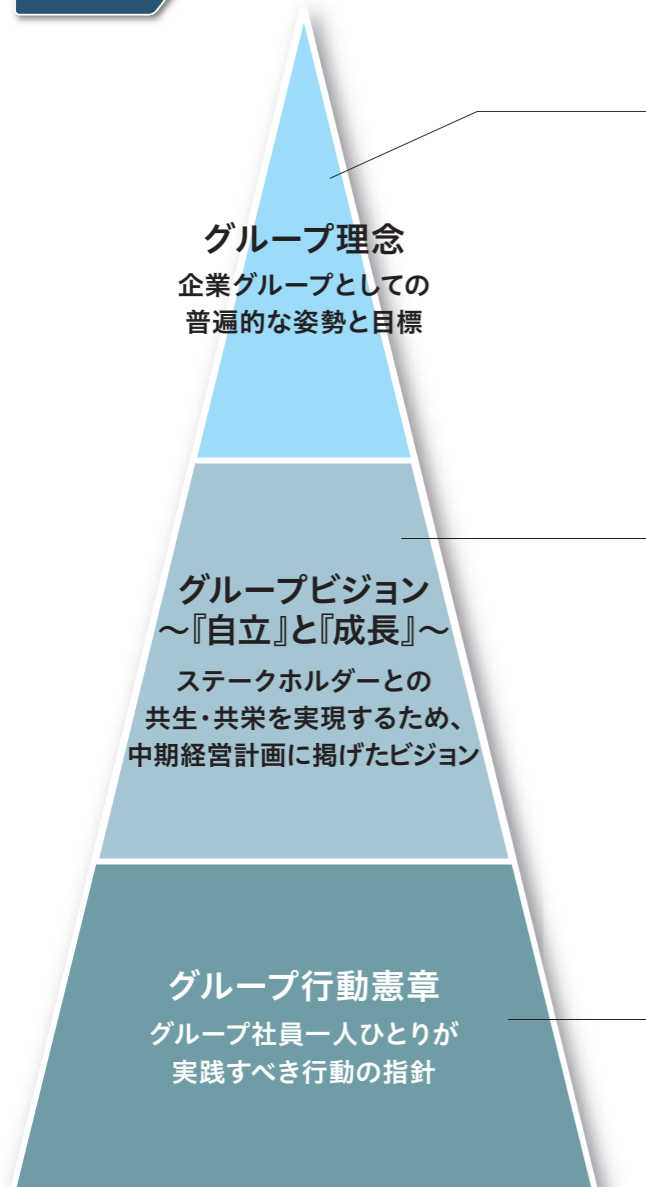 グループ理念
企業グループとしての
普遍的な姿勢と目標
グループビジョン
～『自立』と『成長』～
ステークホルダーとの
共生・共栄を実現するため、
中期経営計画に掲げたビジョン
グループ行動憲章
グループ社員一人ひとりが
実践すべき行動の指針